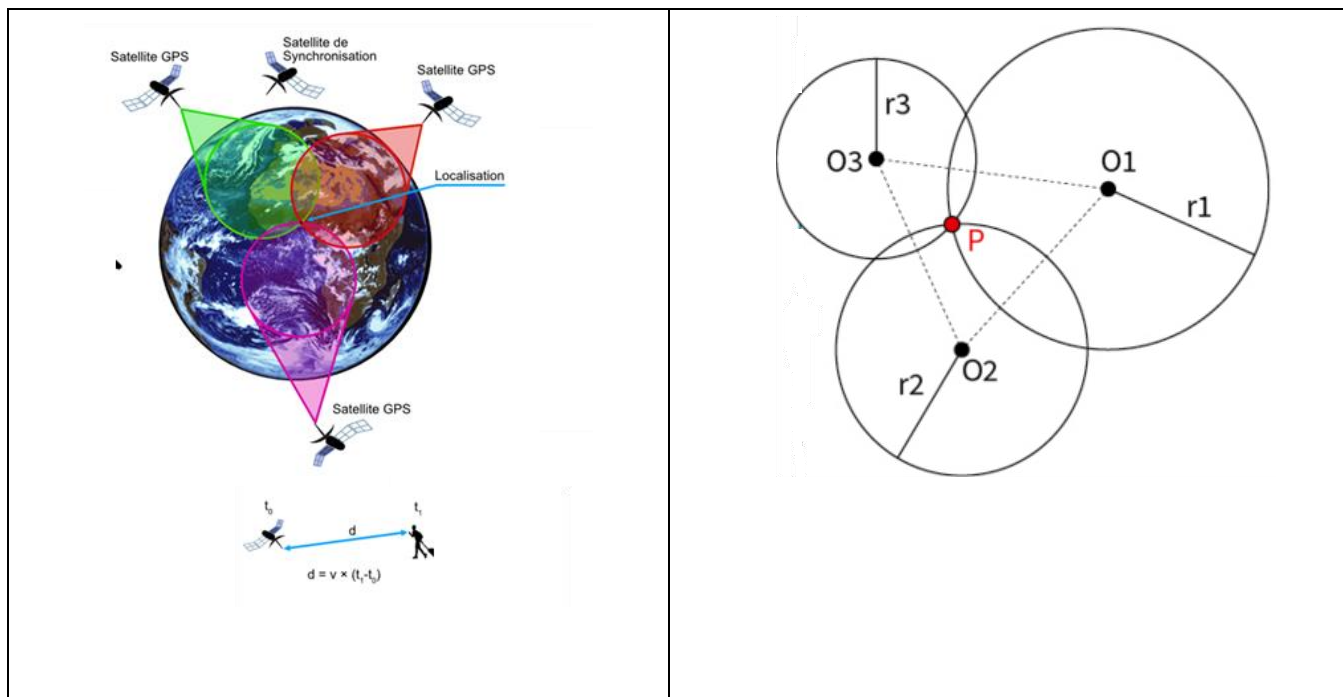 Satellite de
Synchronisation
Satellite GPS
Satellite GPS
Localisation
Satellite GPS
t₀
t₁
d
d = v × (t₁-t₀)
r3
O3
O1
r1
P
O2
r2